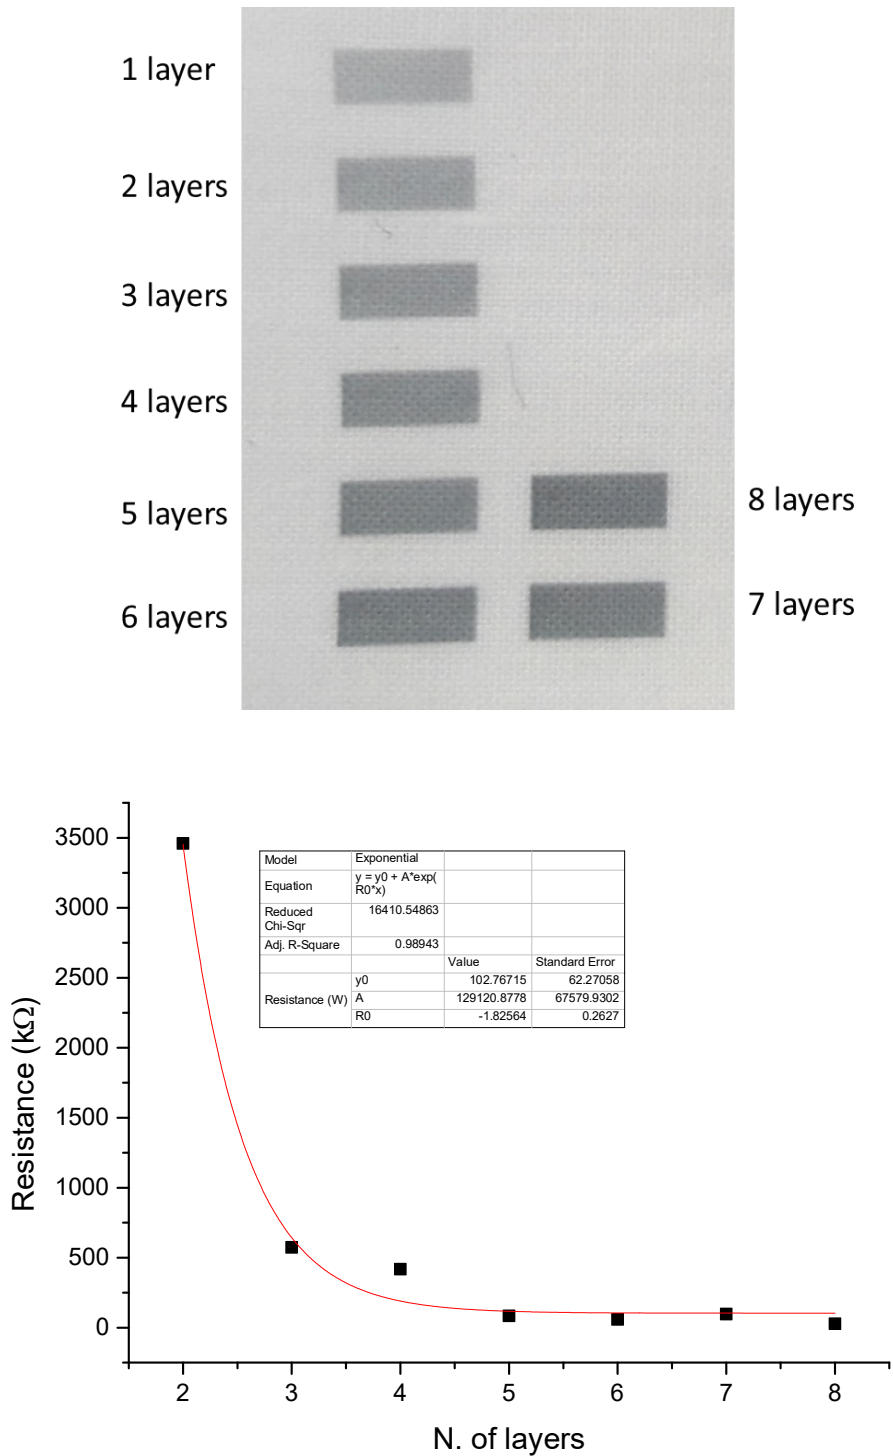 1 layer
2 layers
3 layers
4 layers
5 layers
8 layers
6 layers
7 layers
3500
3000
2500
2000
1500
1000
500
0
Resistance (kΩ)
Model Exponential
Equation y = y0 + A*exp(
R0*x)
Reduced 16410.54863
Chi-Sqr
Adj. R-Square 0.98943
Value Standard Error
y0 102.76715 62.27058
Resistance (W) A 129120.8778 67579.9302
R0 -1.82564 0.2627
2 3 4 5 6 7 8
N. of layers